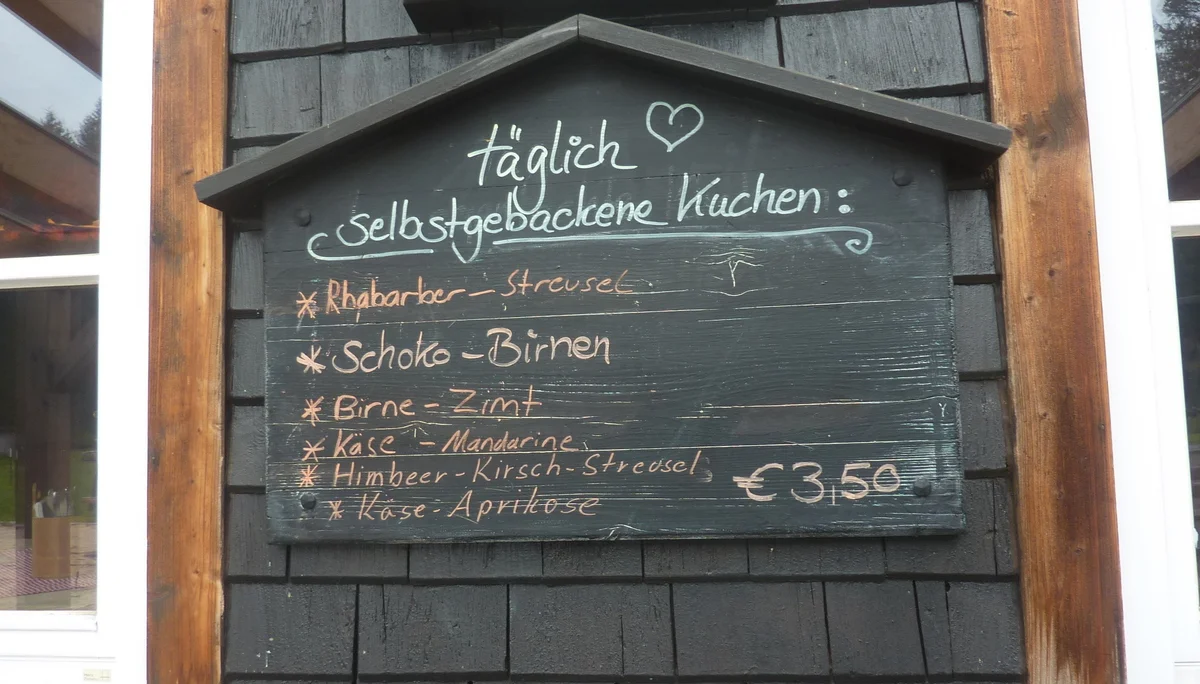 täglich ♡
selbstgebackene Kuchen:
* Rhabarber - Streusel
* Schoko - Birnen
* Birne - Zimt
* Käse - Mandarine
* Himbeer - Kirsch - Streusel
* Käse - Aprikose
€ 3,50